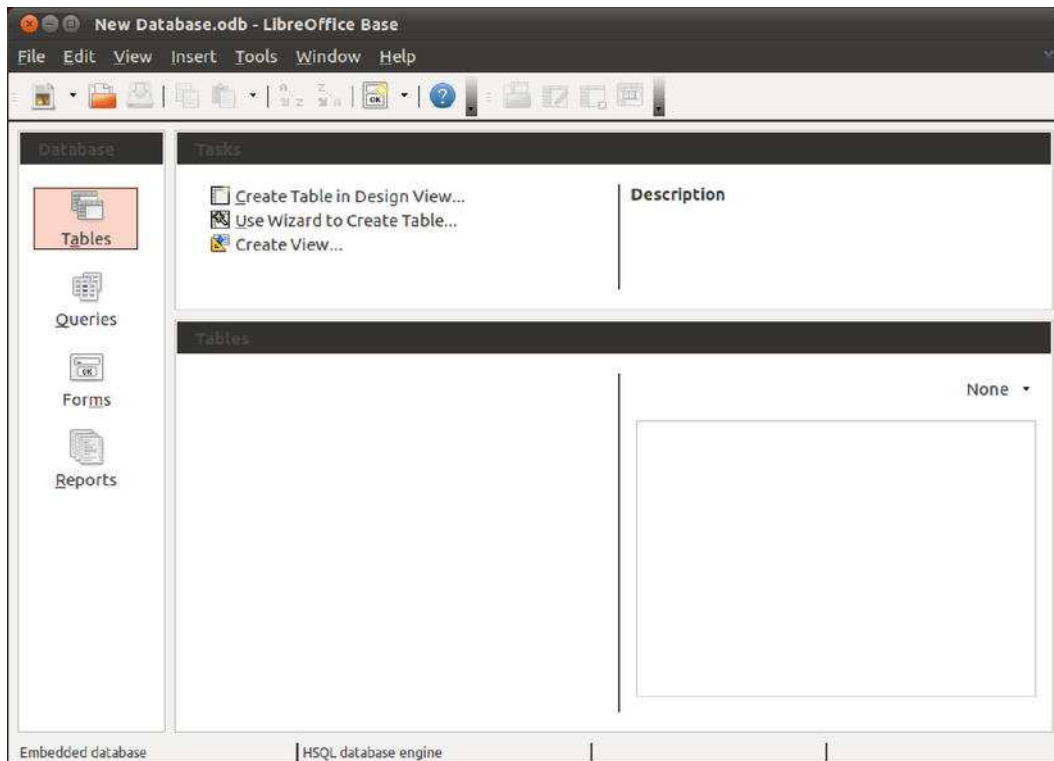 New Database.odb - LibreOffice Base
File Edit View Insert Tools Window Help
Database
Tasks
Create Table in Design View...
Use Wizard to Create Table...
Create View...
Description
Tables
Queries
Forms
Reports
Tables
None
Embedded database
HSQL database engine